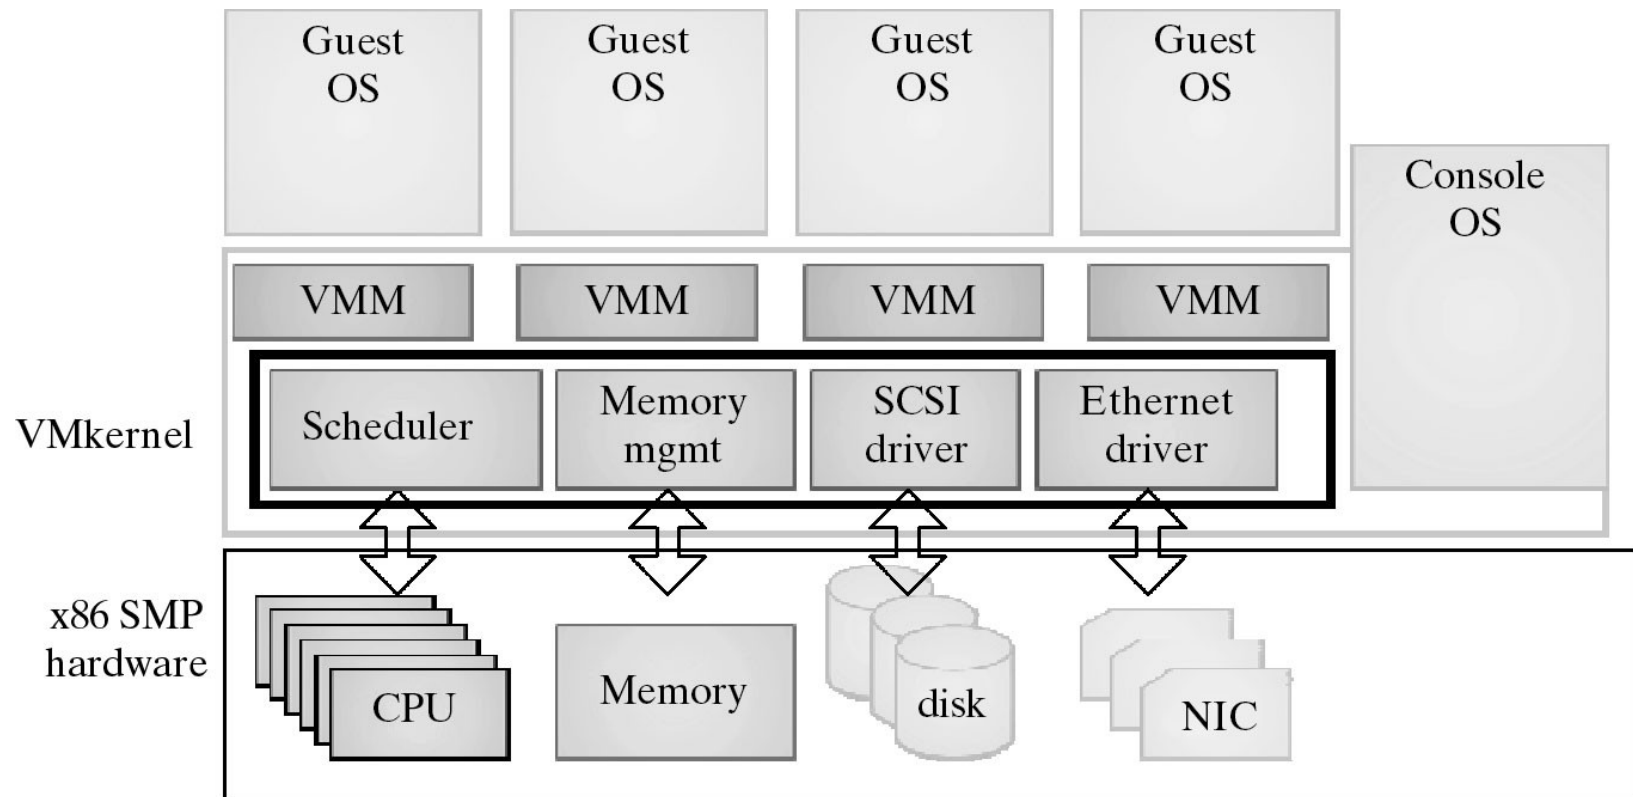 Guest
OS
Guest
OS
Guest
OS
Guest
OS
Console
OS
VMM
VMM
VMM
VMM
VMkernel
Scheduler
Memory
mgmt
SCSI
driver
Ethernet
driver
x86 SMP
hardware
CPU
Memory
disk
NIC